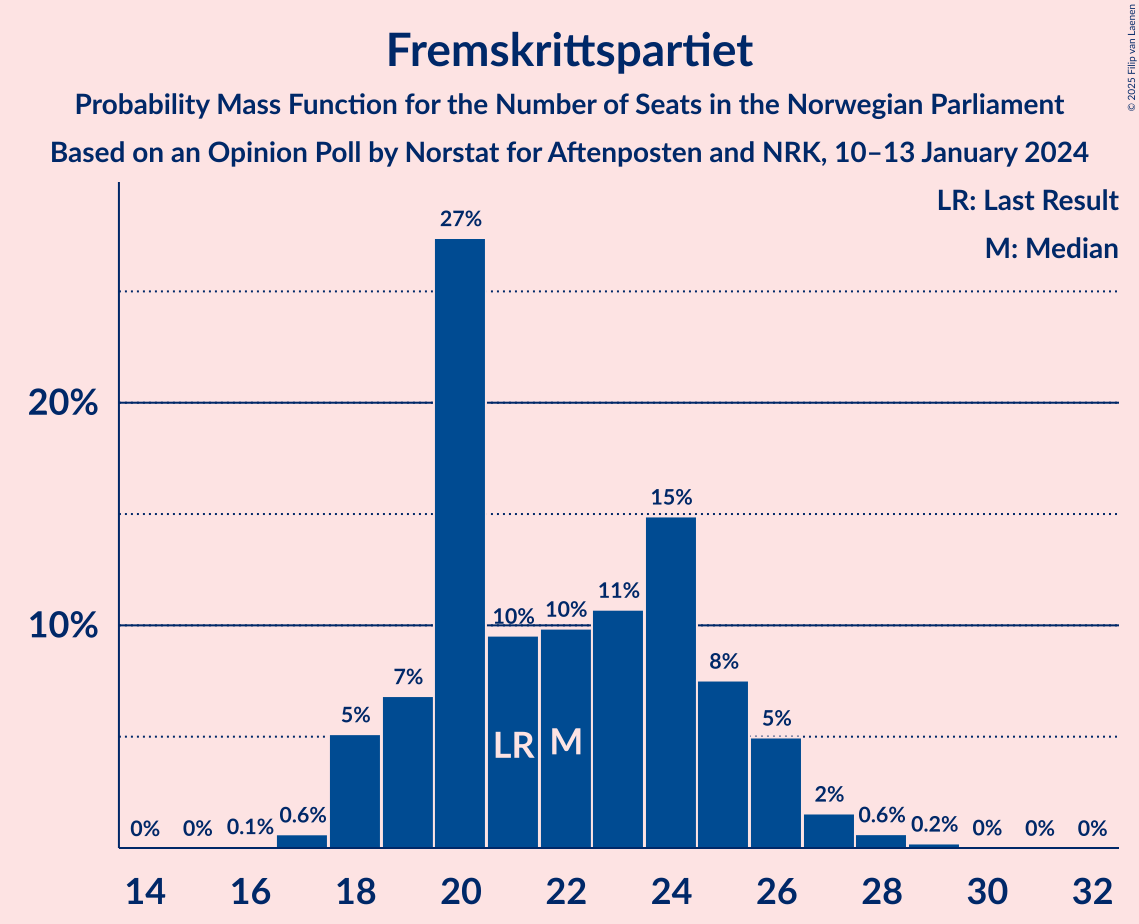 Fremskrittspartiet
Probability Mass Function for the Number of Seats in the Norwegian Parliament
Based on an Opinion Poll by Norstat for Aftenposten and NRK, 10–13 January 2024
© 2025 Filip van Laenen
LR: Last Result
M: Median
20%
10%
0% 0% 0.1% 0.6% 5% 7% 27% 10% 10% 11% 15% 8% 5% 2% 0.6% 0.2% 0% 0% 0%
LR M
14 16 18 20 22 24 26 28 30 32